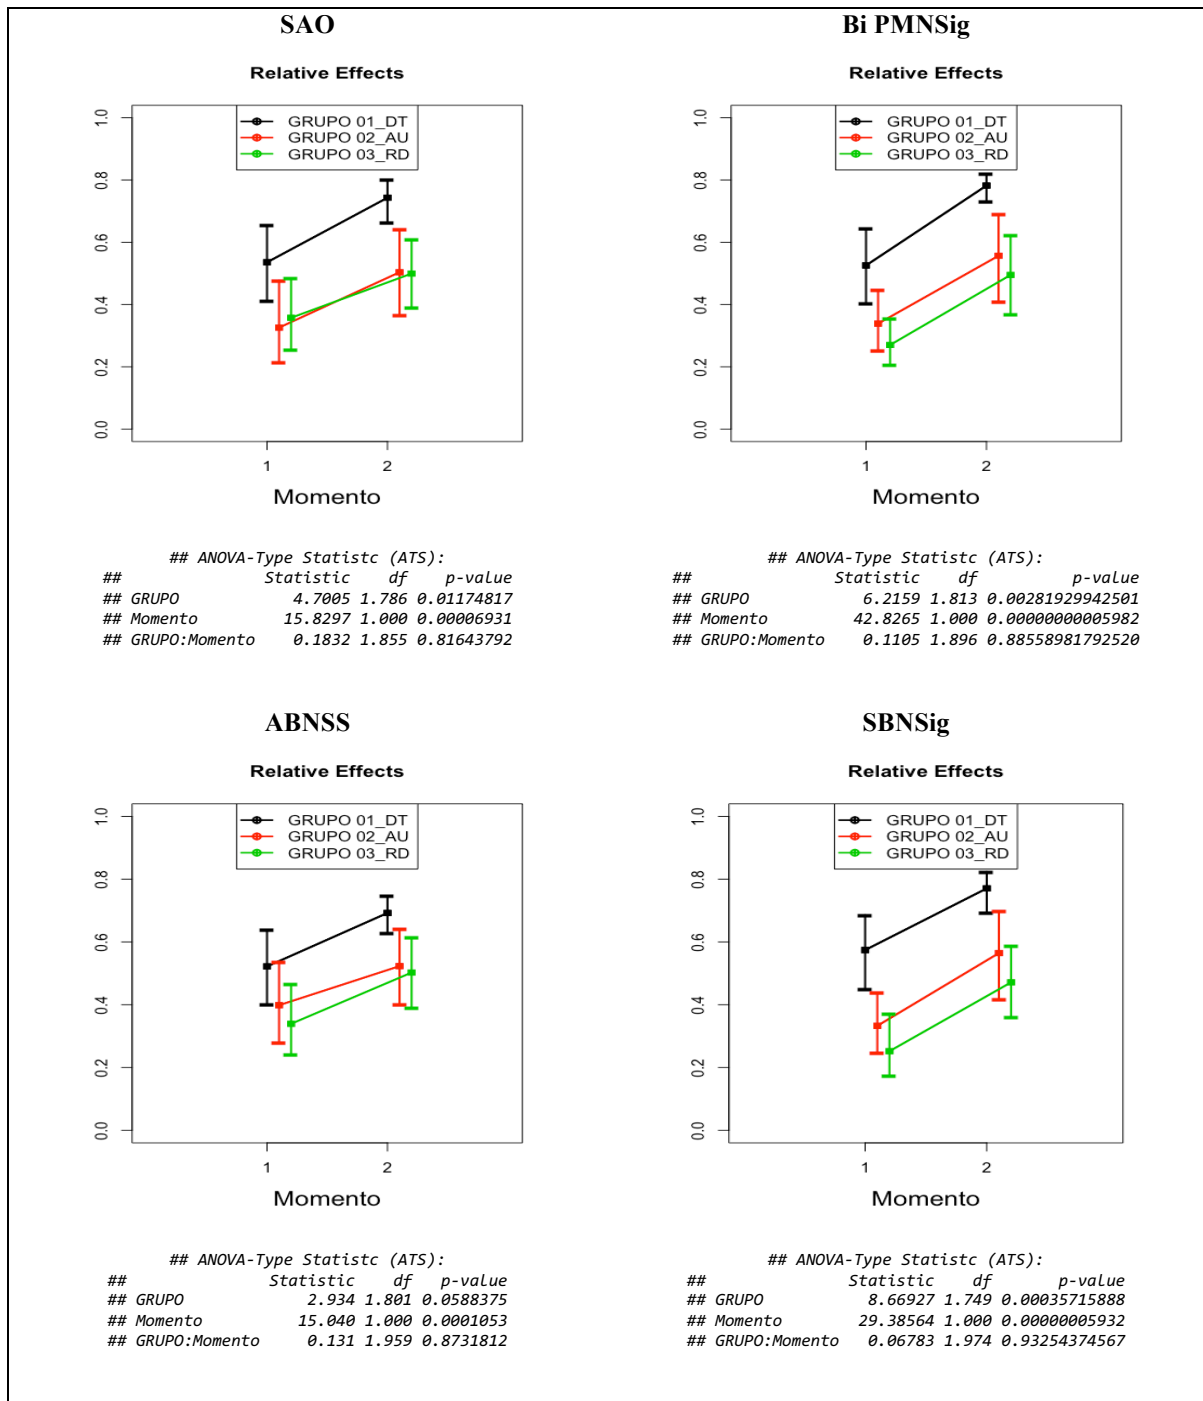 SAO
Relative Effects
GRUPO 01_DT
GRUPO 02_AU
GRUPO 03_RD
1.0
0.8
0.6
0.4
0.2
0.0
1 2
Momento
## ANOVA-Type Statistc (ATS):
## Statistic df p-value
## GRUPO 4.7005 1.786 0.01174817
## Momento 15.8297 1.000 0.00006931
## GRUPO:Momento 0.1832 1.855 0.81643792
Bi PMNSig
Relative Effects
GRUPO 01_DT
GRUPO 02_AU
GRUPO 03_RD
1.0
0.8
0.6
0.4
0.2
0.0
1 2
Momento
## ANOVA-Type Statistc (ATS):
## Statistic df p-value
## GRUPO 6.2159 1.813 0.00281929942501
## Momento 42.8265 1.000 0.00000000005982
## GRUPO:Momento 0.1105 1.896 0.88558981792520
ABNSS
Relative Effects
GRUPO 01_DT
GRUPO 02_AU
GRUPO 03_RD
1.0
0.8
0.6
0.4
0.2
0.0
1 2
Momento
## ANOVA-Type Statistc (ATS):
## Statistic df p-value
## GRUPO 2.934 1.801 0.0588375
## Momento 15.040 1.000 0.0001053
## GRUPO:Momento 0.131 1.959 0.8731812
SBNSig
Relative Effects
GRUPO 01_DT
GRUPO 02_AU
GRUPO 03_RD
1.0
0.8
0.6
0.4
0.2
0.0
1 2
Momento
## ANOVA-Type Statistc (ATS):
## Statistic df p-value
## GRUPO 8.66927 1.749 0.00035715888
## Momento 29.38564 1.000 0.00000005932
## GRUPO:Momento 0.06783 1.974 0.93254374567